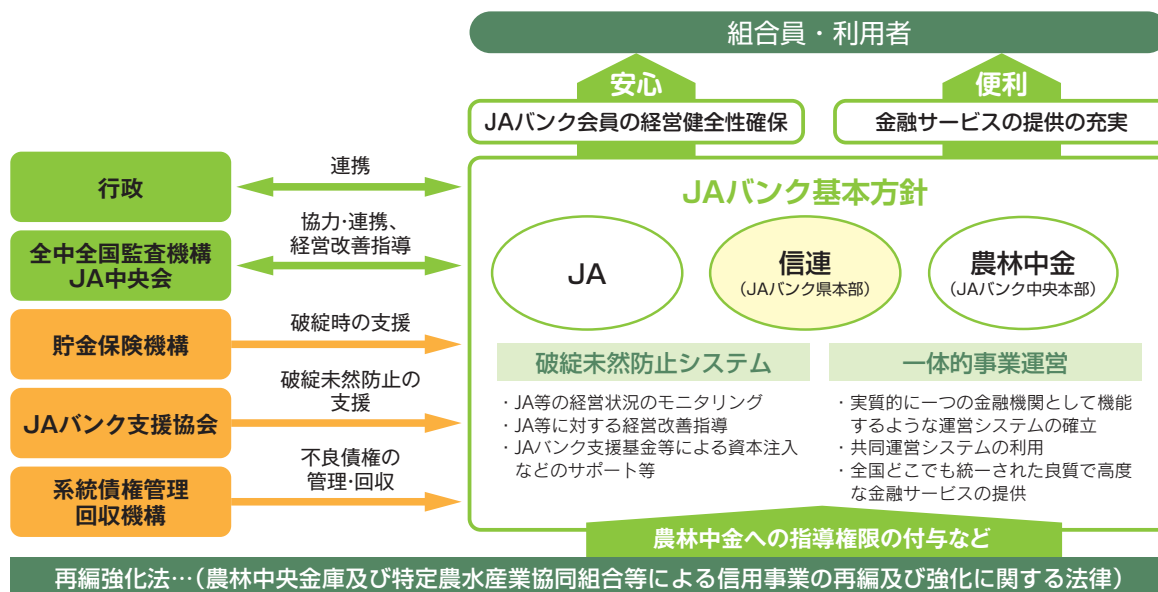 組合員・利用者
安心
便利
JAバンク会員の経営健全性確保
金融サービスの提供の充実
行政
連携
全中全国監査機構
JA中央会
協力・連携、
経営改善指導
貯金保険機構
破綻時の支援
JAバンク支援協会
破綻未然防止の
支援
系統債権管理
回収機構
不良債権の
管理・回収
JAバンク基本方針
JA
信連
(JAバンク県本部)
農林中金
(JAバンク中央本部)
破綻未然防止システム
・JA等の経営状況のモニタリング
・JA等に対する経営改善指導
・JAバンク支援基金等による資本注入
などのサポート等
一体的事業運営
・実質的に一つの金融機関として機能
するような運営システムの確立
・共同運営システムの利用
・全国どこでも統一された良質で高度
な金融サービスの提供
農林中金への指導権限の付与など
再編強化法…(農林中央金庫及び特定農水産業協同組合等による信用事業の再編及び強化に関する法律)